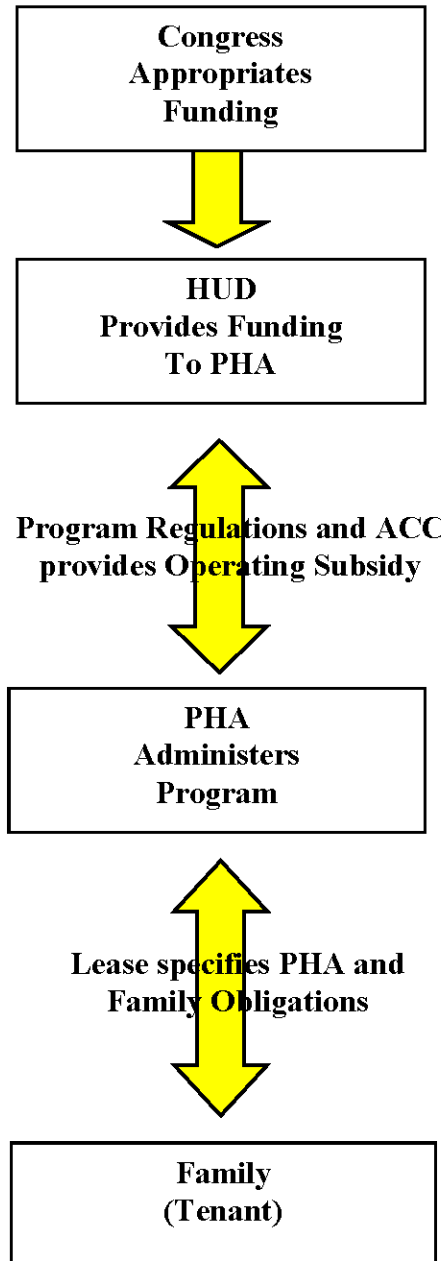 Congress
Appropriates
Funding
HUD
Provides Funding
To PHA
Program Regulations and ACC
provides Operating Subsidy
PHA
Administers
Program
Lease specifies PHA and
Family Obligations
Family
(Tenant)